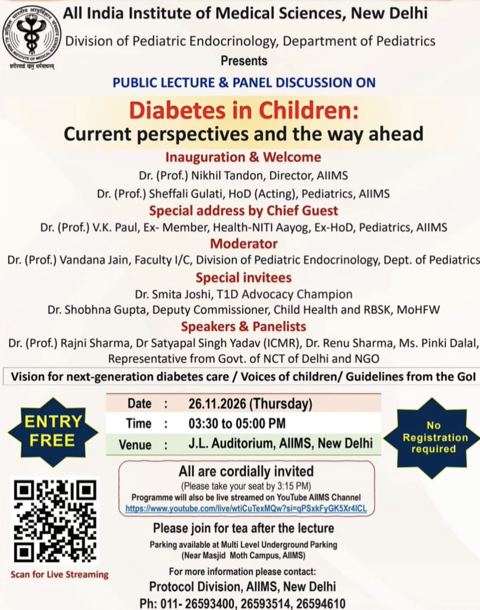 All India Institute of Medical Sciences, New Delhi
Division of Pediatric Endocrinology, Department of Pediatrics
Presents
PUBLIC LECTURE & PANEL DISCUSSION ON
Diabetes in Children:
Current perspectives and the way ahead
Inauguration & Welcome
Dr. (Prof.) Nikhil Tandon, Director, AIIMS
Dr. (Prof.) Sheffali Gulati, HoD (Acting), Pediatrics, AIIMS
Special address by Chief Guest
Dr. (Prof.) V.K. Paul, Ex- Member, Health-NITI Aayog, Ex-HoD, Pediatrics, AIIMS
Moderator
Dr. (Prof.) Vandana Jain, Faculty I/C, Division of Pediatric Endocrinology, Dept. of Pediatrics
Special invitees
Dr. Smita Joshi, T1D Advocacy Champion
Dr. Shobhna Gupta, Deputy Commissioner, Child Health and RBSK, MoHFW
Speakers & Panelists
Dr. (Prof.) Rajni Sharma, Dr Satyapal Singh Yadav (ICMR), Dr. Renu Sharma, Ms. Pinki Dalal,
Representative from Govt. of NCT of Delhi and NGO
Vision for next-generation diabetes care / Voices of children/ Guidelines from the GoI
ENTRY
FREE
Date : 26.11.2026 (Thursday)
Time : 03:30 to 05:00 PM
Venue : J.L. Auditorium, AIIMS, New Delhi
No
Registration
required
All are cordially invited
(Please take your seat by 3:15 PM)
Programme will also be live streamed on YouTube AIIMS Channel
https://www.youtube.com/live/wtiCuTexMQw?si=qPSxkFyGK5Xr4lCL
Please join for tea after the lecture
Parking available at Multi Level Underground Parking
(Near Masjid Moth Campus, AIIMS)
Scan for Live Streaming
For more information please contact:
Protocol Division, AIIMS, New Delhi
Ph: 011- 26593400, 26593514, 26594610